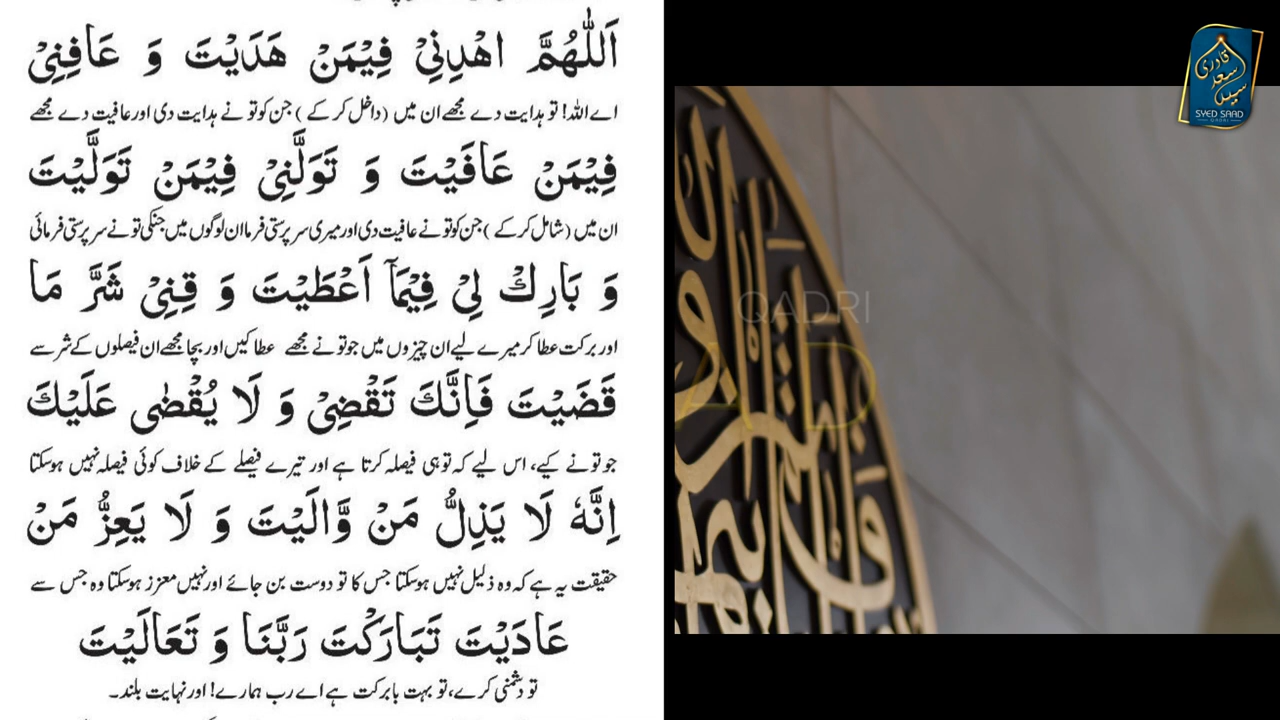 اَللّٰهُمَّ اهْدِنِیْ فِیْمَنْ هَدَیْتَ وَ عَافِنِیْ
اے اللہ! تو ہدایت دے مجھے ان میں (داخل کر کے) جن کو تو نے ہدایت دی اور عافیت دے مجھے
فِیْمَنْ عَافَیْتَ وَ تَوَلَّنِیْ فِیْمَنْ تَوَلَّیْتَ
ان میں (شامل کر کے) جن کو تو نے عافیت دی اور میری سرپرستی فرما ان لوگوں میں جنکی تو نے سرپرستی فرمائی
وَ بَارِكْ لِیْ فِیْمَآ اَعْطَیْتَ وَ قِنِیْ شَرَّ مَا
اور برکت عطا کر میرے لیے ان چیزوں میں جو تو نے مجھے عطا کیں اور بچا مجھے ان فیصلوں کے شر سے
قَضَیْتَ فَاِنَّكَ تَقْضِیْ وَ لَا یُقْضٰی عَلَیْكَ
جو تو نے کیے، اس لیے کہ تو ہی فیصلہ کرتا ہے اور تیرے فیصلے کے خلاف کوئی فیصلہ نہیں ہوسکتا
اِنَّهٗ لَا یَذِلُّ مَنْ وَّالَیْتَ وَ لَا یَعِزُّ مَنْ
حقیقت یہ ہے کہ وہ ذلیل نہیں ہوسکتا جس کا تو دوست بن جائے اور نہیں معزز ہوسکتا وہ جس سے
عَادَیْتَ تَبَارَكْتَ رَبَّنَا وَ تَعَالَیْتَ
تو دشمنی کرے، تو بہت بابرکت ہے اے رب ہمارے! اور نہایت بلند۔
سید سعد قادری
SYED SAAD
QADRI
QADRI